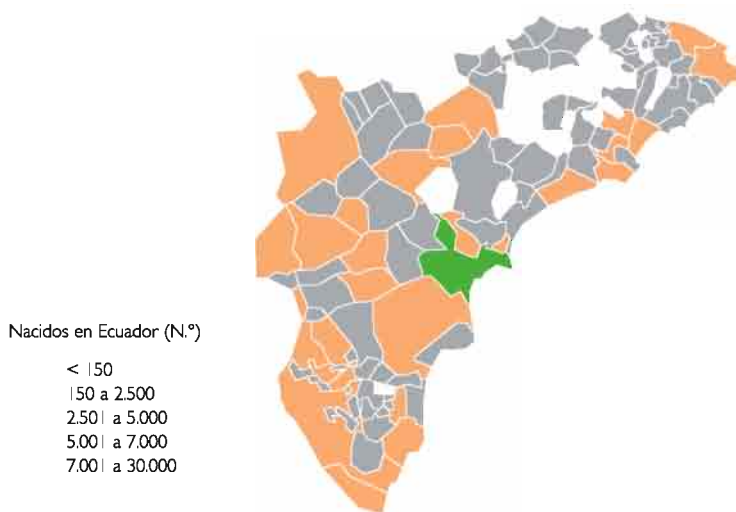 Nacidos en Ecuador (N.º)
< 150
150 a 2.500
2.501 a 5.000
5.001 a 7.000
7.001 a 30.000